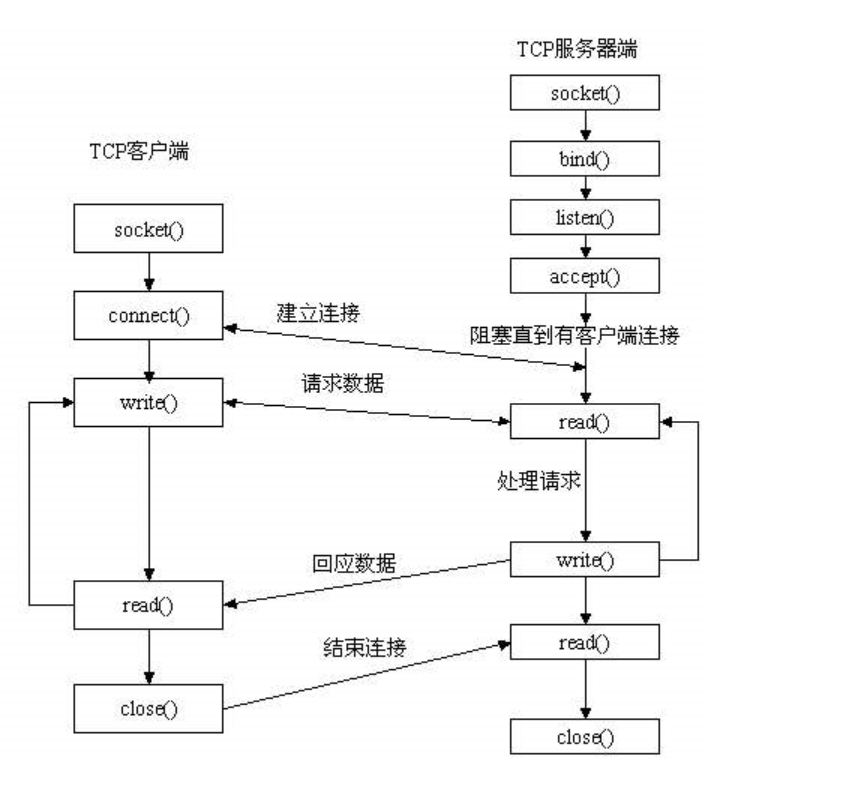 TCP服务器端
socket()
bind()
TCP客户端
listen()
socket()
accept()
connect()
建立连接
阻塞直到有客户端连接
请求数据
write()
read()
处理请求
回应数据
write()
read()
结束连接
read()
close()
close()